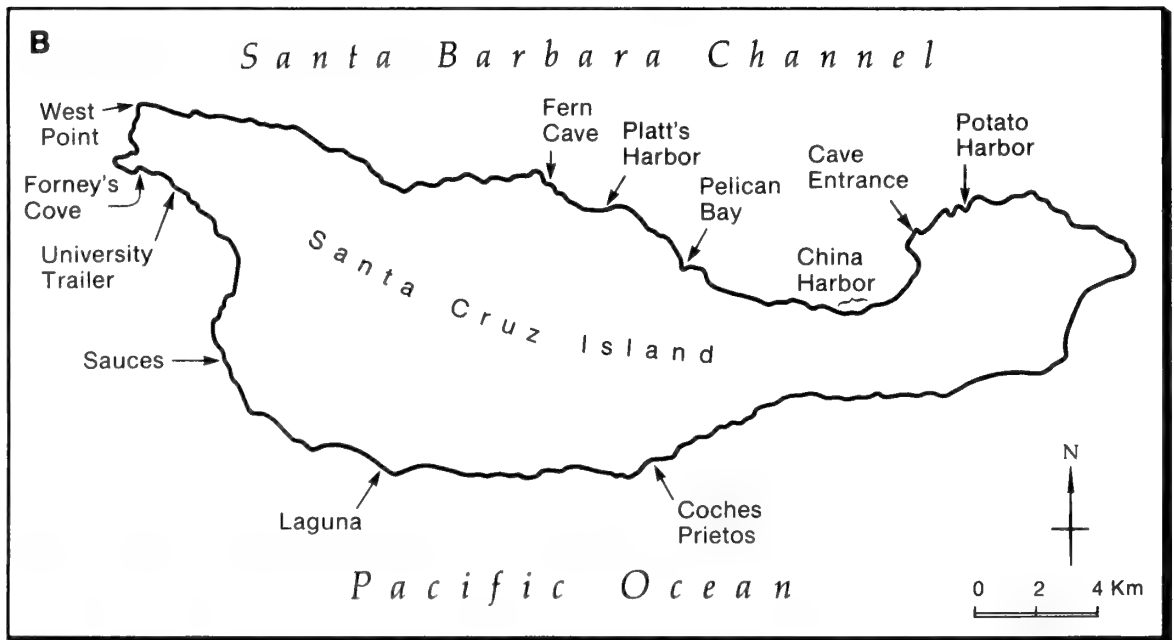 B
Santa Barbara Channel
West
Point
Fern
Cave
Platt's
Harbor
Potato
Harbor
Cave
Entrance
Forney's
Cove
Pelican
Bay
University
Trailer
China
Harbor
Santa Cruz Island
Sauces
N
Laguna
Coches
Prietos
Pacific Ocean
0 2 4 Km